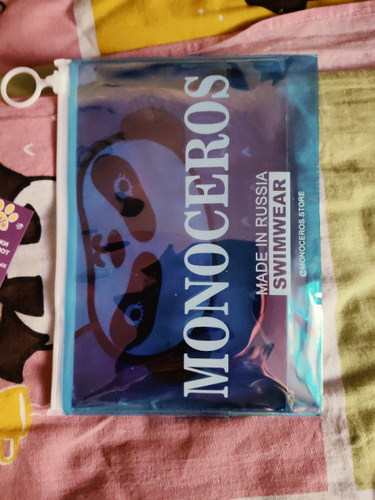 MONOCEROS
MADE IN RUSSIA
SWIMWEAR
@MONOCEROS.STORE